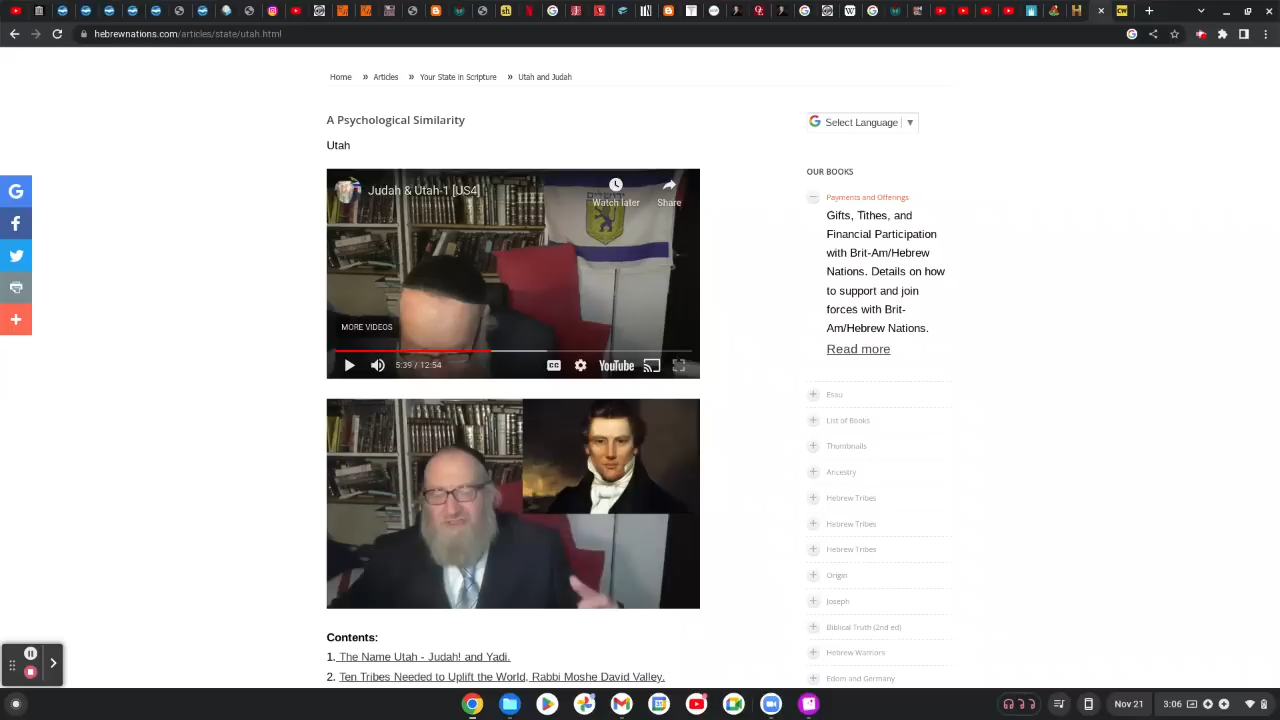 hebrewnations.com/articles/state/utah.html
Home » Articles » Your State in Scripture » Utah and Judah
A Psychological Similarity
Utah
Judah & Utah-1 [US4]
Watch later
Share
ירושלים
MORE VIDEOS
5:39 / 12:54
CC
YouTube
Contents:
1. The Name Utah - Judah! and Yadi.
2. Ten Tribes Needed to Uplift the World, Rabbi Moshe David Valley.
Select Language ▼
OUR BOOKS
Payments and Offerings
Gifts, Tithes, and
Financial Participation
with Brit-Am/Hebrew
Nations. Details on how
to support and join
forces with Brit-
Am/Hebrew Nations.
Read more
Esau
List of Books
Thumbnails
Ancestry
Hebrew Tribes
Hebrew Tribes
Hebrew Tribes
Origin
Joseph
Biblical Truth (2nd ed)
Hebrew Warriors
Edom and Germany
Nov 21
3:06